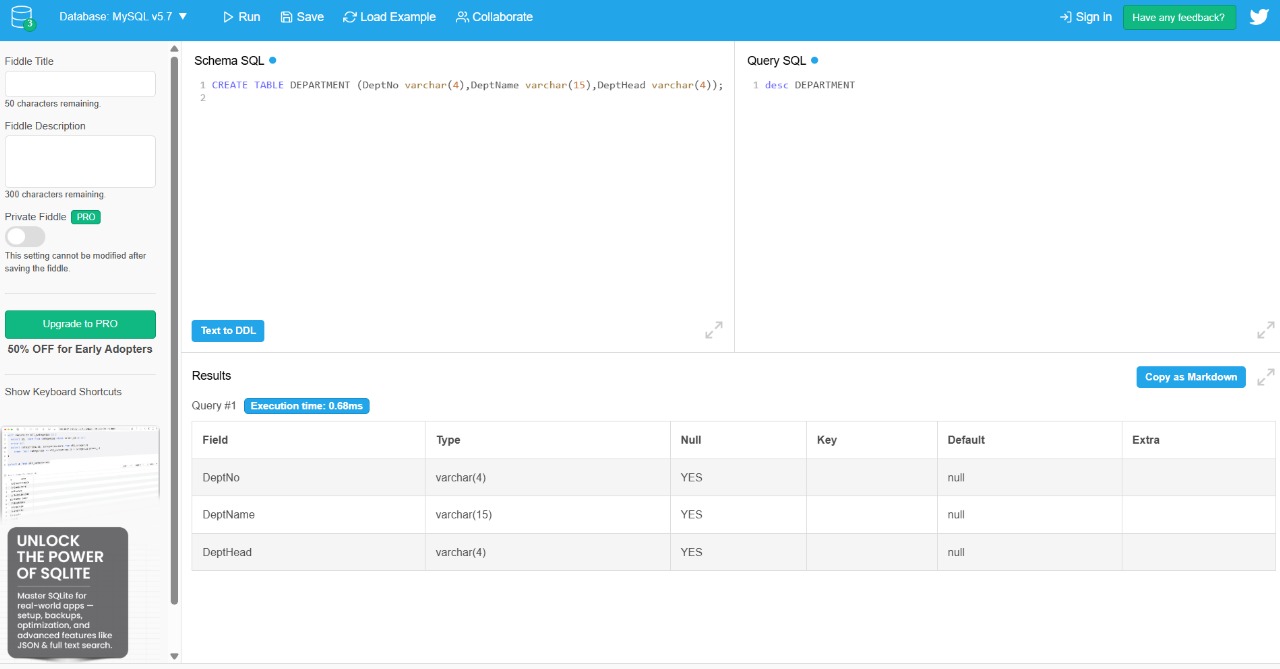 3
Database: MySQL v5.7 ▼
Run
Save
Load Example
Collaborate
Sign in
Have any feedback?
Fiddle Title
50 characters remaining.
Fiddle Description
300 characters remaining.
Private Fiddle PRO
This setting cannot be modified after
saving the fiddle.
Upgrade to PRO
50% OFF for Early Adopters
Show Keyboard Shortcuts
UNLOCK
THE POWER
OF SQLITE
Master SQLite for
real-world apps —
setup, backups,
optimization, and
advanced features like
JSON & full text search.
Schema SQL
1 CREATE TABLE DEPARTMENT (DeptNo varchar(4),DeptName varchar(15),DeptHead varchar(4));
2
Text to DDL
Query SQL
1 desc DEPARTMENT
Results
Copy as Markdown
Query #1 Execution time: 0.68ms
Field Type Null Key Default Extra
DeptNo varchar(4) YES null
DeptName varchar(15) YES null
DeptHead varchar(4) YES null